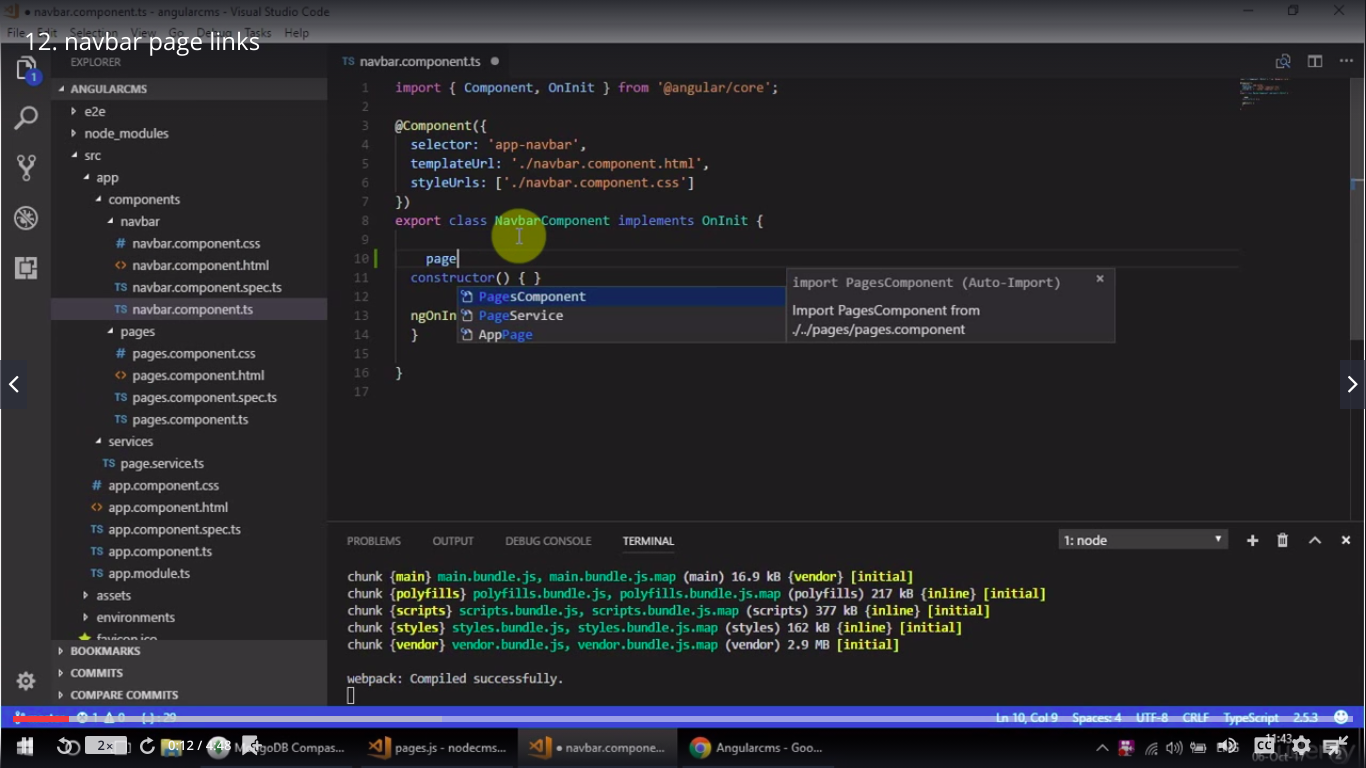 navbar.component.ts - angularcms - Visual Studio Code
File Edit Selection View Go Debug Tasks Help
12. navbar page links
EXPLORER
ANGULARCMS
e2e
node_modules
src
app
components
navbar
navbar.component.css
navbar.component.html
navbar.component.spec.ts
navbar.component.ts
pages
pages.component.css
pages.component.html
pages.component.spec.ts
pages.component.ts
services
page.service.ts
app.component.css
app.component.html
app.component.spec.ts
app.component.ts
app.module.ts
assets
environments
favicon.ico
BOOKMARKS
COMMITS
COMPARE COMMITS
TS navbar.component.ts
1 import { Component, OnInit } from '@angular/core';
2
3 @Component({
4 selector: 'app-navbar',
5 templateUrl: './navbar.component.html',
6 styleUrls: ['./navbar.component.css']
7 })
8 export class NavbarComponent implements OnInit {
9
10 page
11 constructor() { }
12
13 ngOnIn
14 }
15
16 }
17
PagesComponent
PageService
AppPage
import PagesComponent (Auto-Import)
Import PagesComponent from
./../pages/pages.component
PROBLEMS OUTPUT DEBUG CONSOLE TERMINAL 1: node
chunk {main} main.bundle.js, main.bundle.js.map (main) 16.9 kB {vendor} [initial]
chunk {polyfills} polyfills.bundle.js, polyfills.bundle.js.map (polyfills) 217 kB {inline} [initial]
chunk {scripts} scripts.bundle.js, scripts.bundle.js.map (scripts) 377 kB {inline} [initial]
chunk {styles} styles.bundle.js, styles.bundle.js.map (styles) 162 kB {inline} [initial]
chunk {vendor} vendor.bundle.js, vendor.bundle.js.map (vendor) 2.9 MB [initial]
webpack: Compiled successfully.
Ln 10, Col 9 Spaces: 4 UTF-8 CRLF TypeScript 2.5.3
2x 0:12 / 4:48 MongoDB Compas... pages.js - nodecms... navbar.compone... Angularcms - Goo... 11:43
CC
06-Oct-17